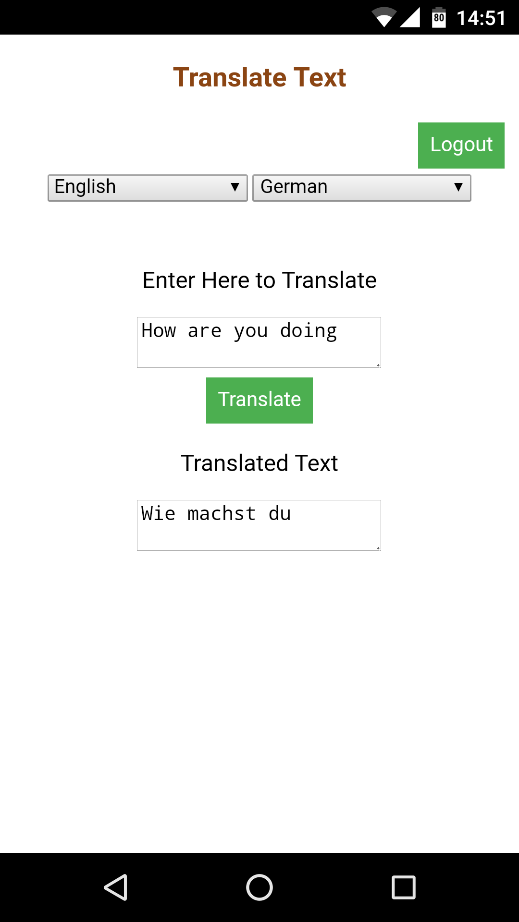 80 14:51
Translate Text
Logout
English German
Enter Here to Translate
How are you doing
Translate
Translated Text
Wie machst du